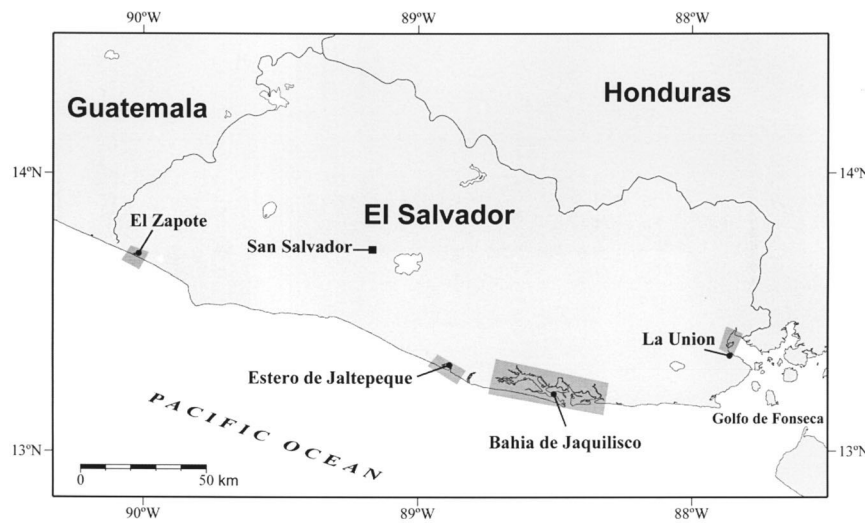 90ºW 89ºW 88ºW
Guatemala
Honduras
14ºN 14ºN
El Salvador
El Zapote
San Salvador
La Union
Estero de Jaltepeque
Bahia de Jaquilisco
Golfo de Fonseca
PACIFIC OCEAN
13ºN 13ºN
0 50 km
90ºW 89ºW 88ºW